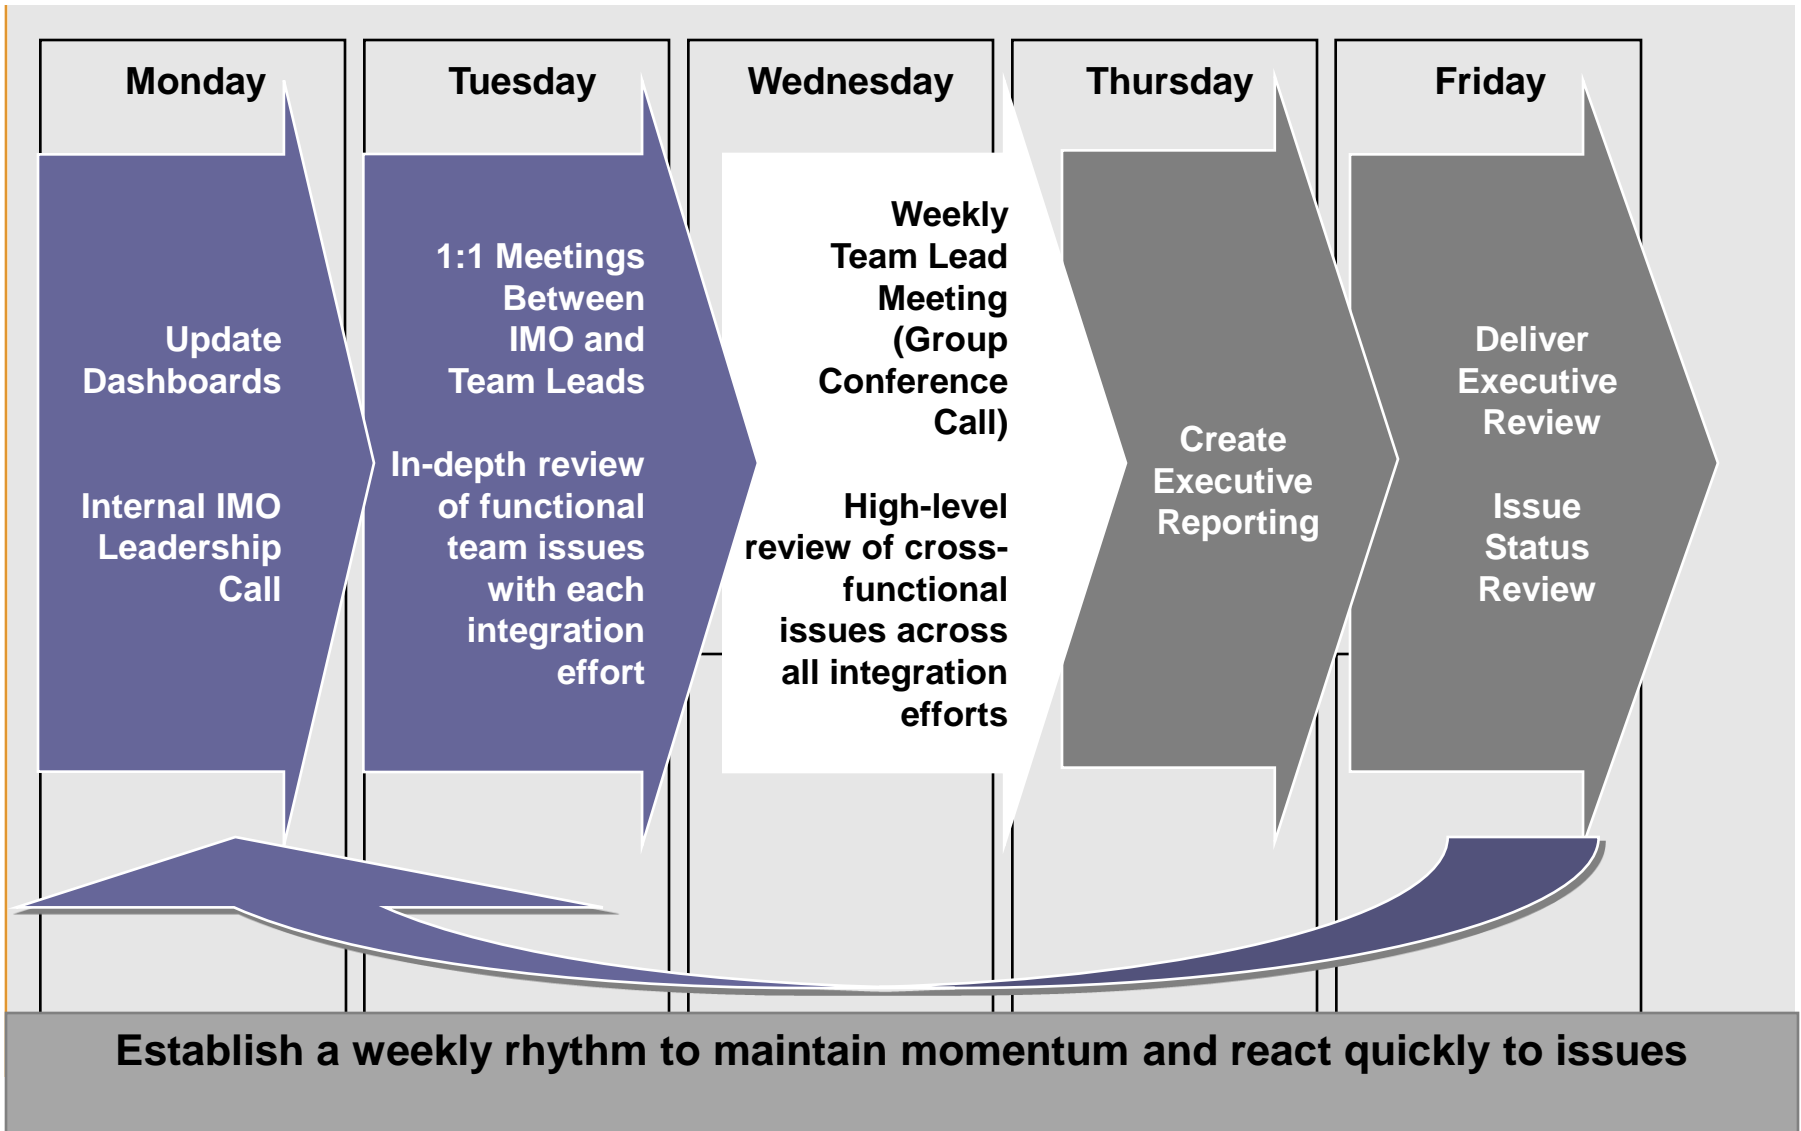 Monday
Update
Dashboards
Internal IMO
Leadership
Call
Tuesday
1:1 Meetings
Between
IMO and
Team Leads
In-depth review
of functional
team issues
with each
integration
effort
Wednesday
Weekly
Team Lead
Meeting
(Group
Conference
Call)
High-level
review of cross-
functional
issues across
all integration
efforts
Thursday
Create
Executive
Reporting
Friday
Deliver
Executive
Review
Issue
Status
Review
Establish a weekly rhythm to maintain momentum and react quickly to issues